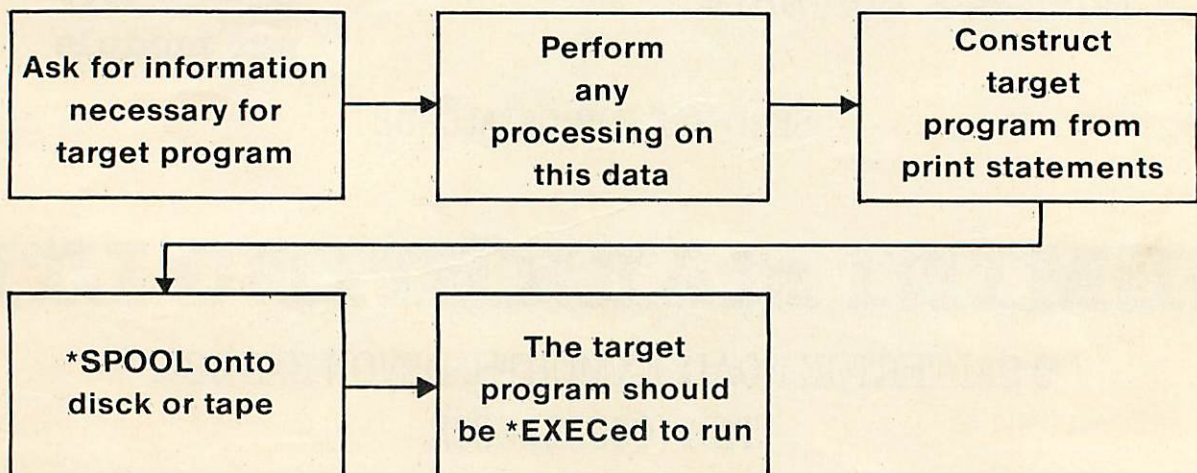 Ask for information
necessary for
target program
Perform
any
processing on
this data
Construct
target
program from
print statements
*SPOOL onto
disck or tape
The target
program should
be *EXECed to run